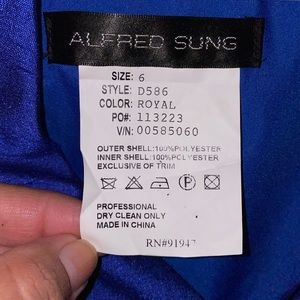 ALFRED SUNG
SIZE: 6
STYLE: D586
COLOR: ROYAL
PO#: 113223
V/N: 00585060
OUTER SHELL:100%POLYESTER
INNER SHELL:100%POLYESTER
EXCLUSIVE OF TRIM
PROFESSIONAL
DRY CLEAN ONLY
MADE IN CHINA
RN#91947